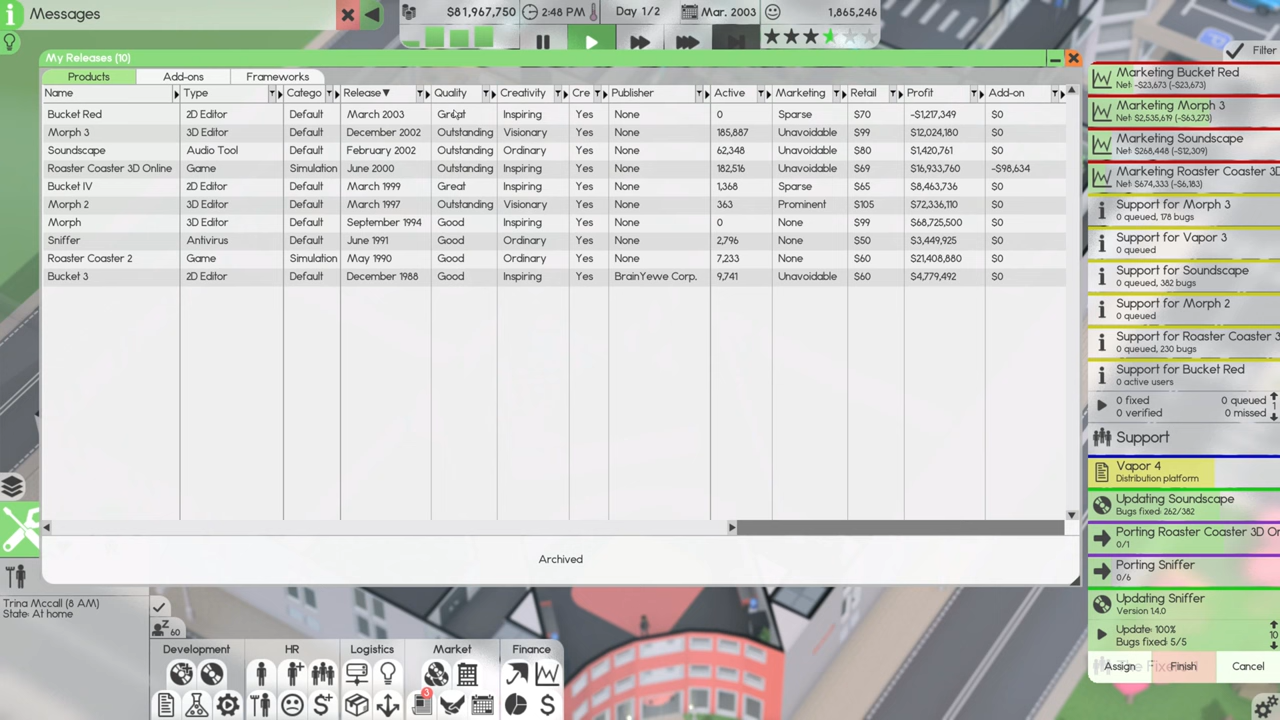 Messages
$81,967,750
2:48 PM
Day 1/2
Mar. 2003
1,865,246
Filter
My Releases (10)
Products Add-ons Frameworks
Name Type Catego Release Quality Creativity Cre Publisher Active Marketing Retail Profit Add-on
Bucket Red 2D Editor Default March 2003 Great Inspiring Yes None 0 Sparse $70 -$1,217,349 $0
Morph 3 3D Editor Default December 2002 Outstanding Visionary Yes None 185,887 Unavoidable $99 $12,024,180 $0
Soundscape Audio Tool Default February 2002 Outstanding Ordinary Yes None 62,348 Unavoidable $80 $1,420,761 $0
Roaster Coaster 3D Online Game Simulation June 2000 Outstanding Inspiring Yes None 182,516 Unavoidable $69 $16,933,760 -$98,634
Bucket IV 2D Editor Default March 1999 Great Inspiring Yes None 1,368 Sparse $65 $8,463,736 $0
Morph 2 3D Editor Default March 1997 Outstanding Visionary Yes None 363 Prominent $105 $72,336,110 $0
Morph 3D Editor Default September 1994 Good Inspiring Yes None 0 None $99 $68,725,500 $0
Sniffer Antivirus Default June 1991 Good Ordinary Yes None 2,796 None $50 $3,449,925 $0
Roaster Coaster 2 Game Simulation May 1990 Good Ordinary Yes None 7,233 None $60 $21,408,880 $0
Bucket 3 2D Editor Default December 1988 Good Inspiring Yes BrainYewe Corp. 9,741 Unavoidable $60 $4,779,492 $0
Archived
Marketing Bucket Red
Net: -$23,673 (-$23,673)
Marketing Morph 3
Net: $2,535,619 (-$63,273)
Marketing Soundscape
Net: $268,448 (-$12,309)
Marketing Roaster Coaster 3D
Net: $674,333 (-$6,183)
Support for Morph 3
0 queued, 178 bugs
Support for Vapor 3
0 queued
Support for Soundscape
0 queued, 382 bugs
Support for Morph 2
0 queued
Support for Roaster Coaster 3
0 queued, 230 bugs
Support for Bucket Red
0 active users
0 fixed 0 queued
0 verified 0 missed
1
Support
Vapor 4
Distribution platform
Updating Soundscape
Bugs fixed: 262/382
Porting Roaster Coaster 3D On
0/1
Porting Sniffer
0/6
Updating Sniffer
Version 1.4.0
Update: 100%
Bugs fixed: 5/5
10
Assign Finish Cancel
Trina Mccall (8 AM)
State: At home
60
Development HR Logistics Market Finance
3